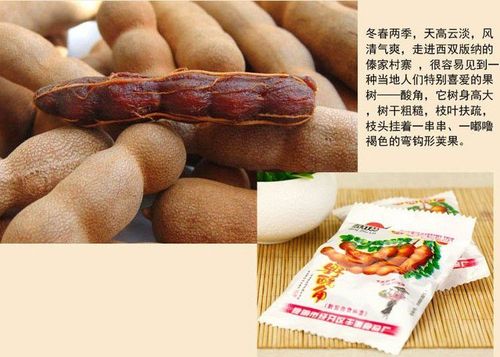 冬春两季，天高云淡，风
清气爽，走进西双版纳的
傣家村寨 ，很容易见到一
种当地人们特别喜爱的果
树——酸角，它树身高大
，树干粗糙，枝叶扶疏，
枝头挂着一串串、一嘟噜
褐色的弯钩形荚果。
酸角